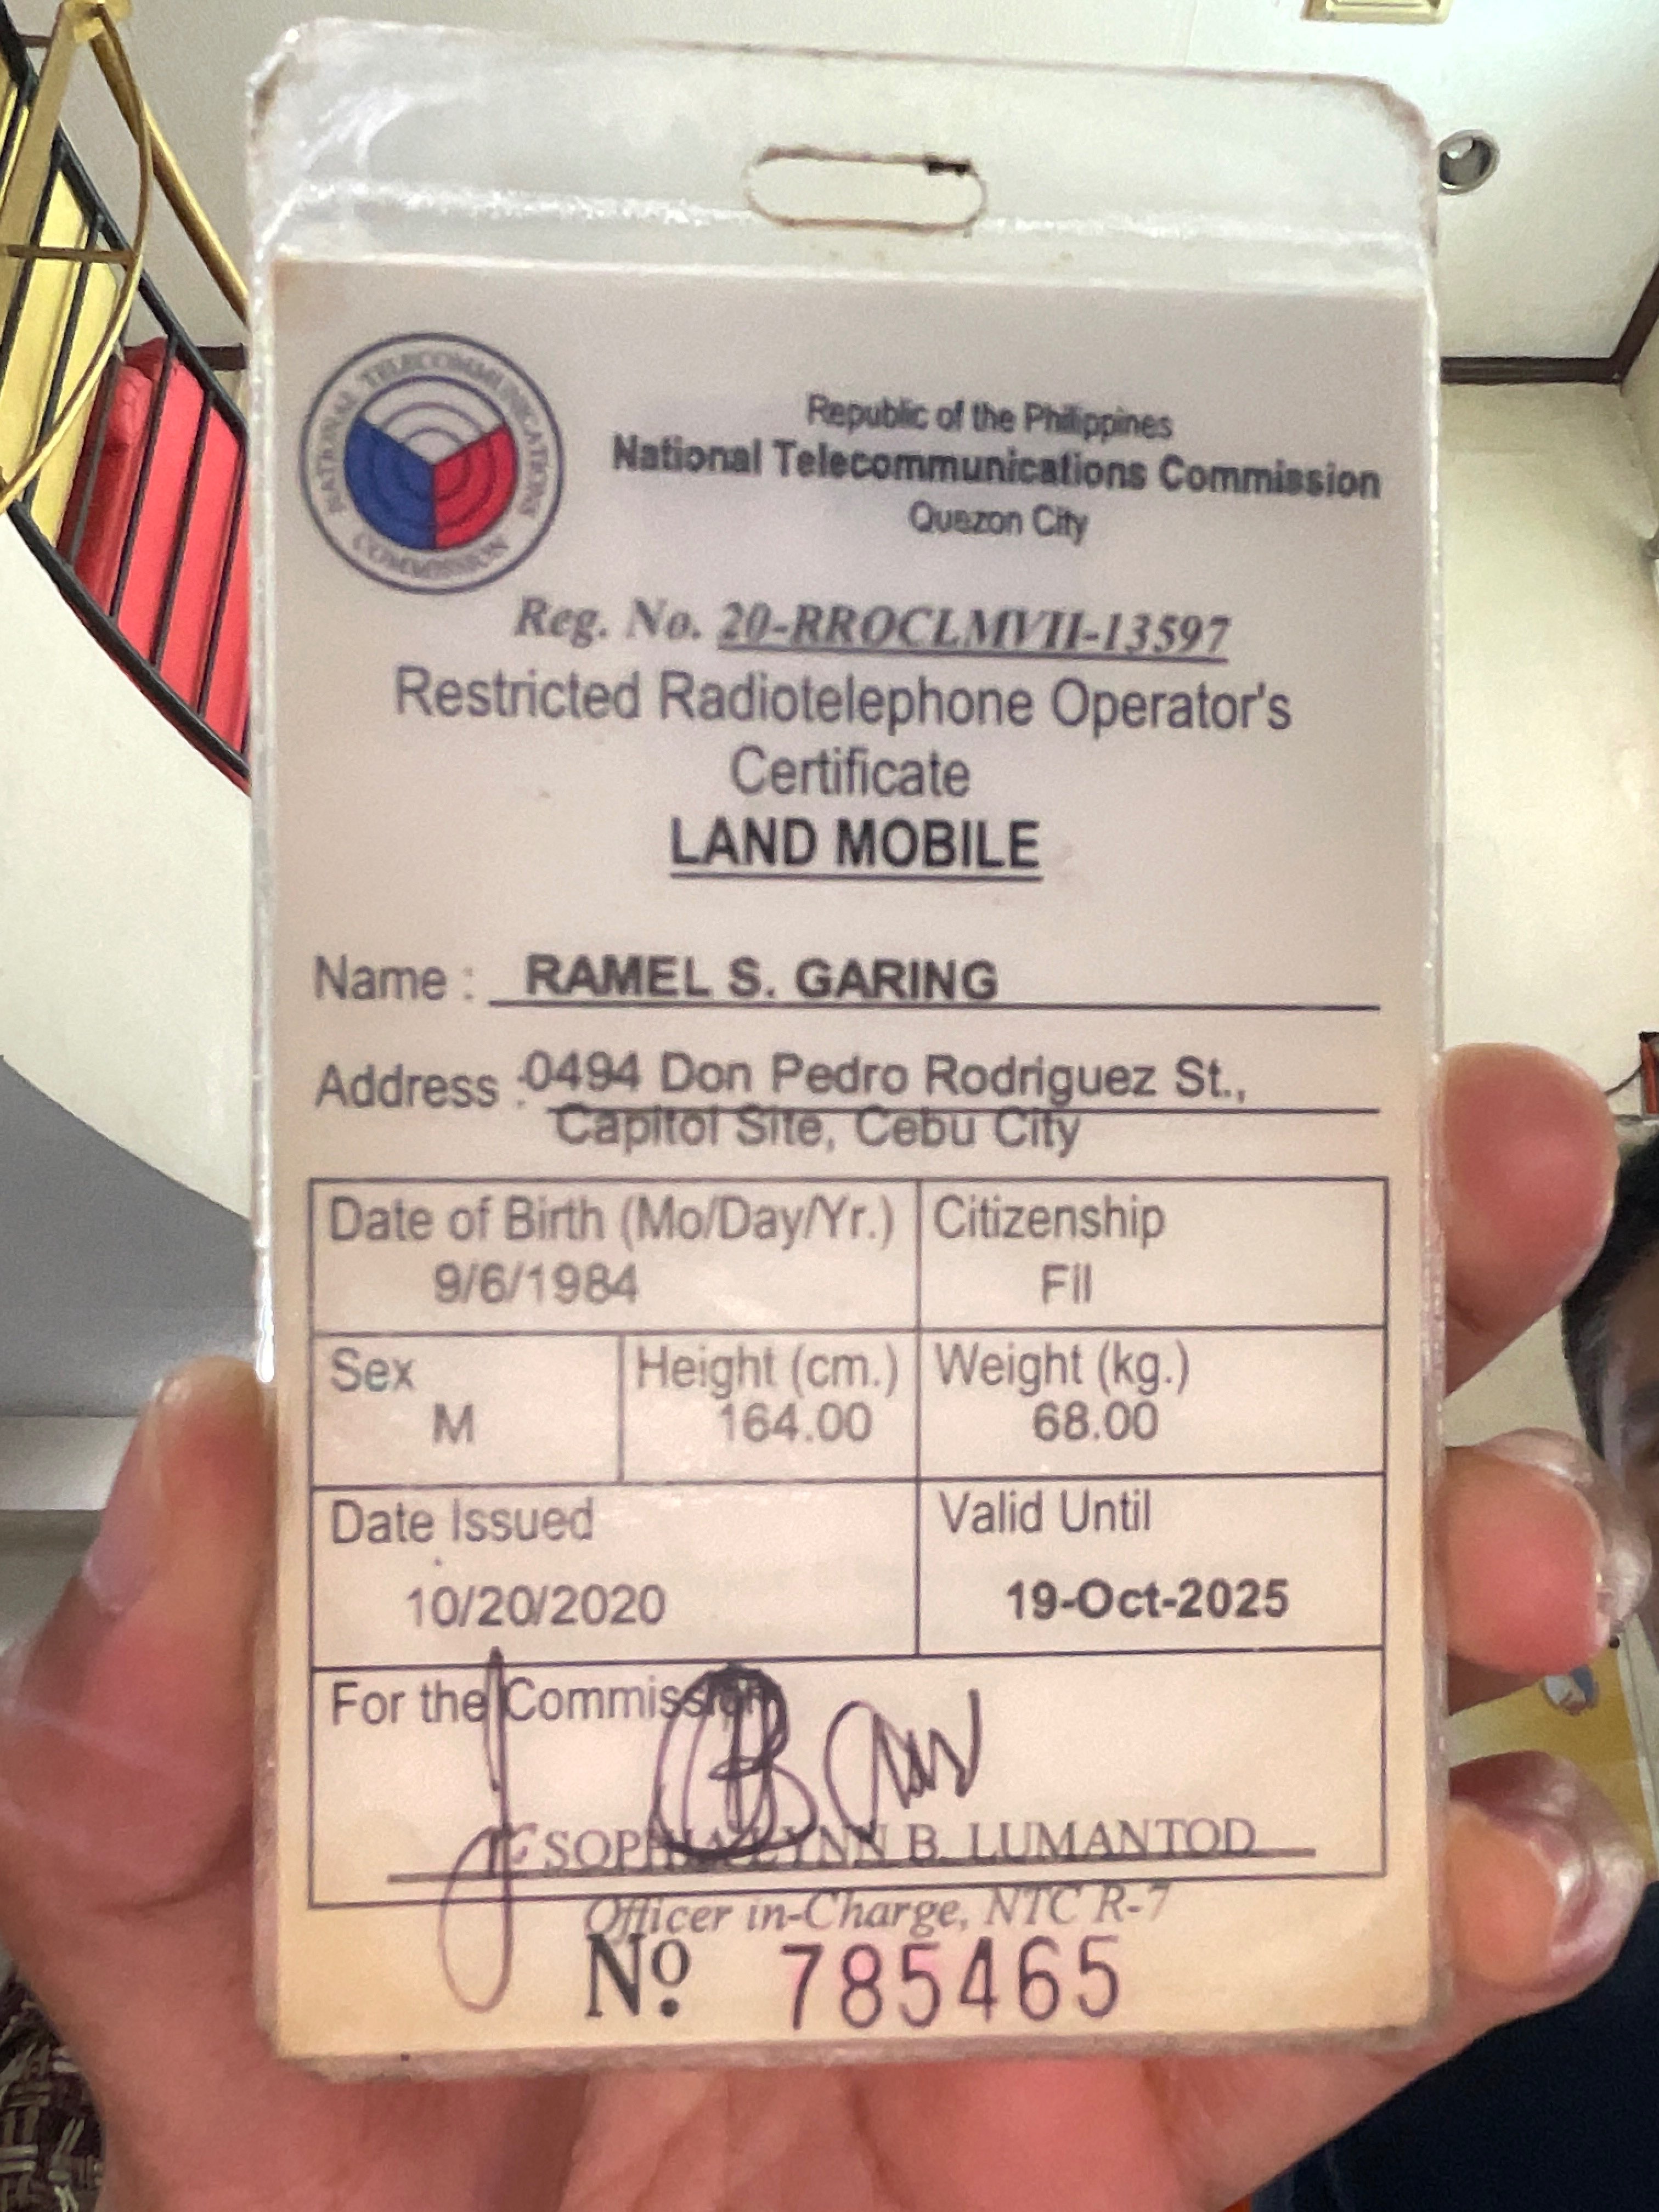 NATIONAL TELECOMMUNICATIONS COMMISSION
Republic of the Philippines
National Telecommunications Commission
Quezon City
Reg. No. 20-RROCLMVII-13597
Restricted Radiotelephone Operator's
Certificate
LAND MOBILE
Name : RAMEL S. GARING
Address : 0494 Don Pedro Rodriguez St.,
Capitol Site, Cebu City
Date of Birth (Mo/Day/Yr.) Citizenship
9/6/1984 Fil
Sex Height (cm.) Weight (kg.)
M 164.00 68.00
Date Issued Valid Until
10/20/2020 19-Oct-2025
For the Commission
LYNN B. LUMANTOD
Officer in-Charge, NTC R-7
Nº. 785465